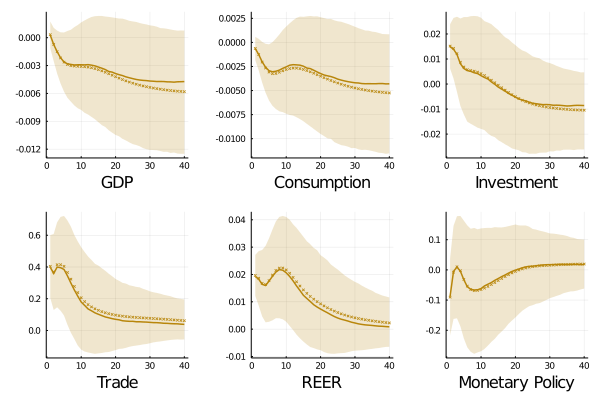 0.000
-0.003
-0.006
-0.009
-0.012
0 10 20 30 40
GDP
0.0025
0.0000
-0.0025
-0.0050
-0.0075
-0.0100
0 10 20 30 40
Consumption
0.02
0.01
0.00
-0.01
-0.02
0 10 20 30 40
Investment
0.6
0.4
0.2
0.0
0 10 20 30 40
Trade
0.04
0.03
0.02
0.01
0.00
-0.01
0 10 20 30 40
REER
0.1
0.0
-0.1
-0.2
0 10 20 30 40
Monetary Policy